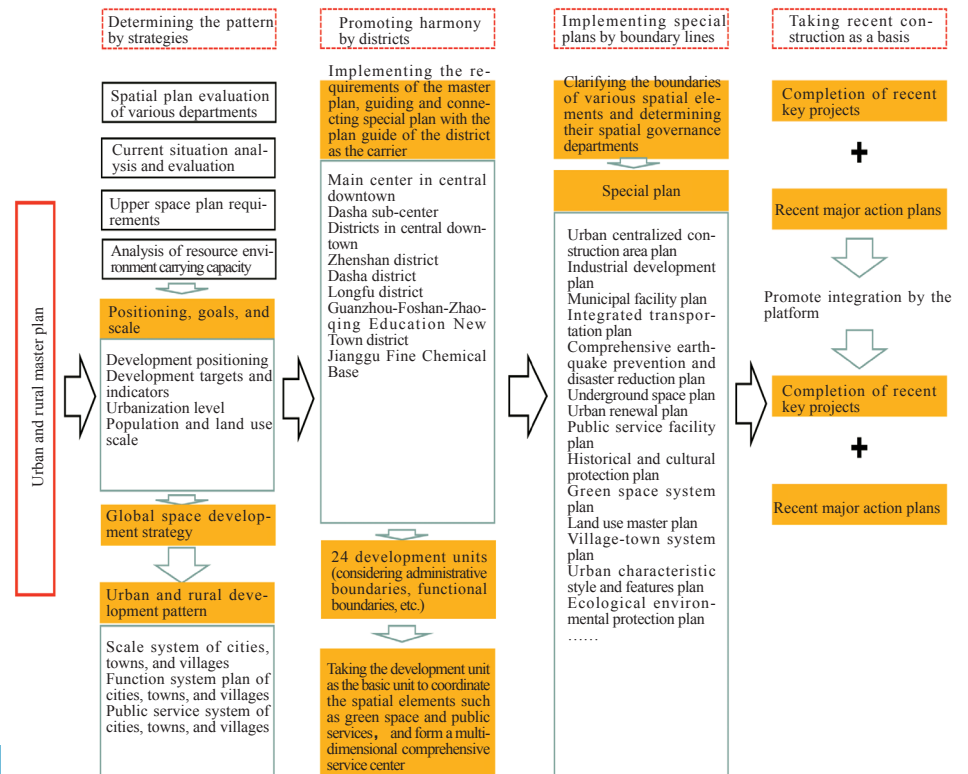 Urban and rural master plan
Determining the pattern
by strategies
Spatial plan evaluation
of various departments
Current situation anal-
ysis and evaluation
Upper space plan requi-
rements
Analysis of resource envi-
ronment carrying capacity
Positioning, goals, and
scale
Development positioning
Development targets and
indicators
Urbanization level
Population and land use
scale
Global space develop-
ment strategy
Urban and rural deve-
lopment pattern
Scale system of cities,
towns, and villages
Function system plan of
cities, towns, and villages
Public service system of
cities, towns, and villages
Promoting harmony
by districts
Implementing the re-
quirements of the master
plan, guiding and conne-
cting special plan with the
plan guide of the district
as the carrier
Main center in central
downtown
Dasha sub-center
Districts in central down-
town
Zhenshan district
Dasha district
Longfu district
Guanzhou-Foshan-Zhao-
qing Education New
Town district
Jianggu Fine Chemical
Base
24 development units
(considering administrative
boundaries, functional
boundaries, etc.)
Taking the development unit
as the basic unit to coordinate
the spatial elements such
as green space and public
services, and form a multi-
dimensional comprehensive
service center
Implementing special
plans by boundary lines
Clarifying the boundaries
of various spatial ele-
ments and determining
their spatial governance
departments
Special plan
Urban centralized con-
struction area plan
Industrial development
plan
Municipal facility plan
Integrated transpor-
tation plan
Comprehensive earth-
quake prevention and
disaster reduction plan
Underground space plan
Urban renewal plan
Public service facility
plan
Historical and cultural
protection plan
Green space system
plan
Land use master plan
Village-town system
plan
Urban characteristic
style and features plan
Ecological environ-
mental protection plan
……
Taking recent con-
struction as a basis
Completion of recent
key projects
+
Recent major action plans
Promote integration by the
platform
Completion of recent
key projects
+
Recent major action plans